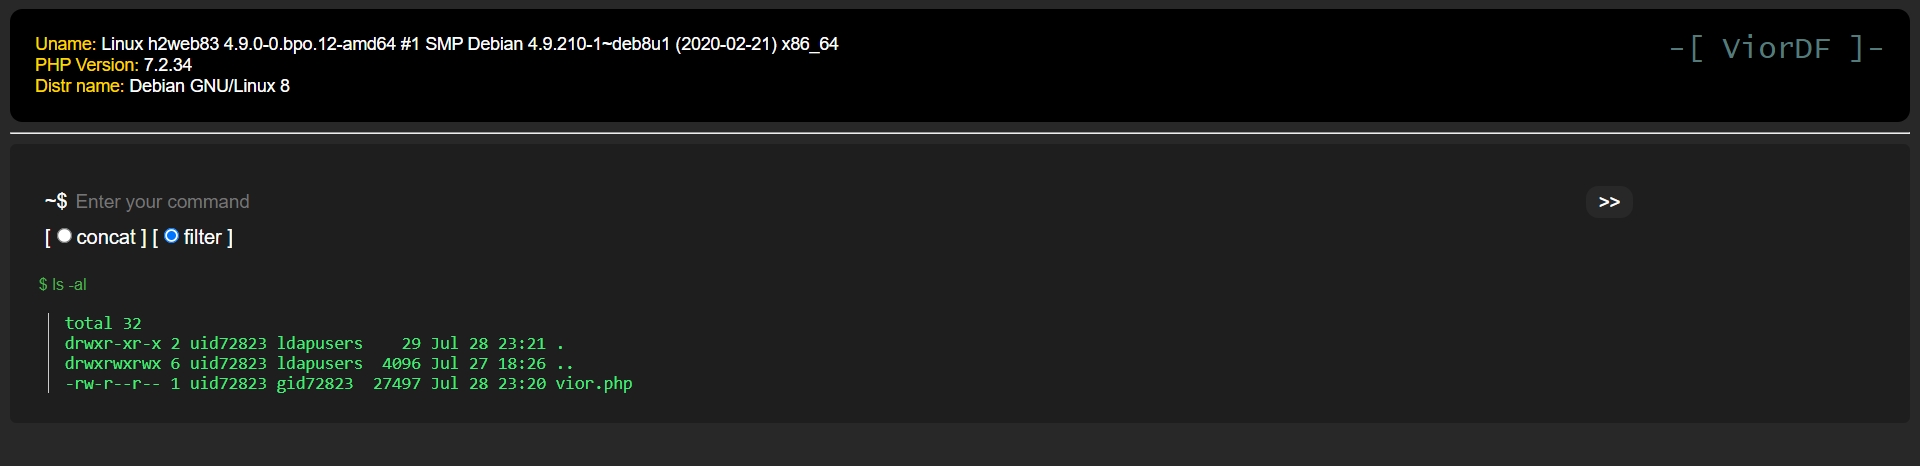 Uname: Linux h2web83 4.9.0-0.bpo.12-amd64 #1 SMP Debian 4.9.210-1~deb8u1 (2020-02-21) x86_64
-[ ViorDF ]-
PHP Version: 7.2.34
Distr name: Debian GNU/Linux 8
~$ Enter your command >>
[ concat ] [ filter ]
$ ls -al
total 32
drwxr-xr-x 2 uid72823 ldapusers    29 Jul 28 23:21 .
drwxrwxrwx 6 uid72823 ldapusers  4096 Jul 27 18:26 ..
-rw-r--r-- 1 uid72823 gid72823  27497 Jul 28 23:20 vior.php